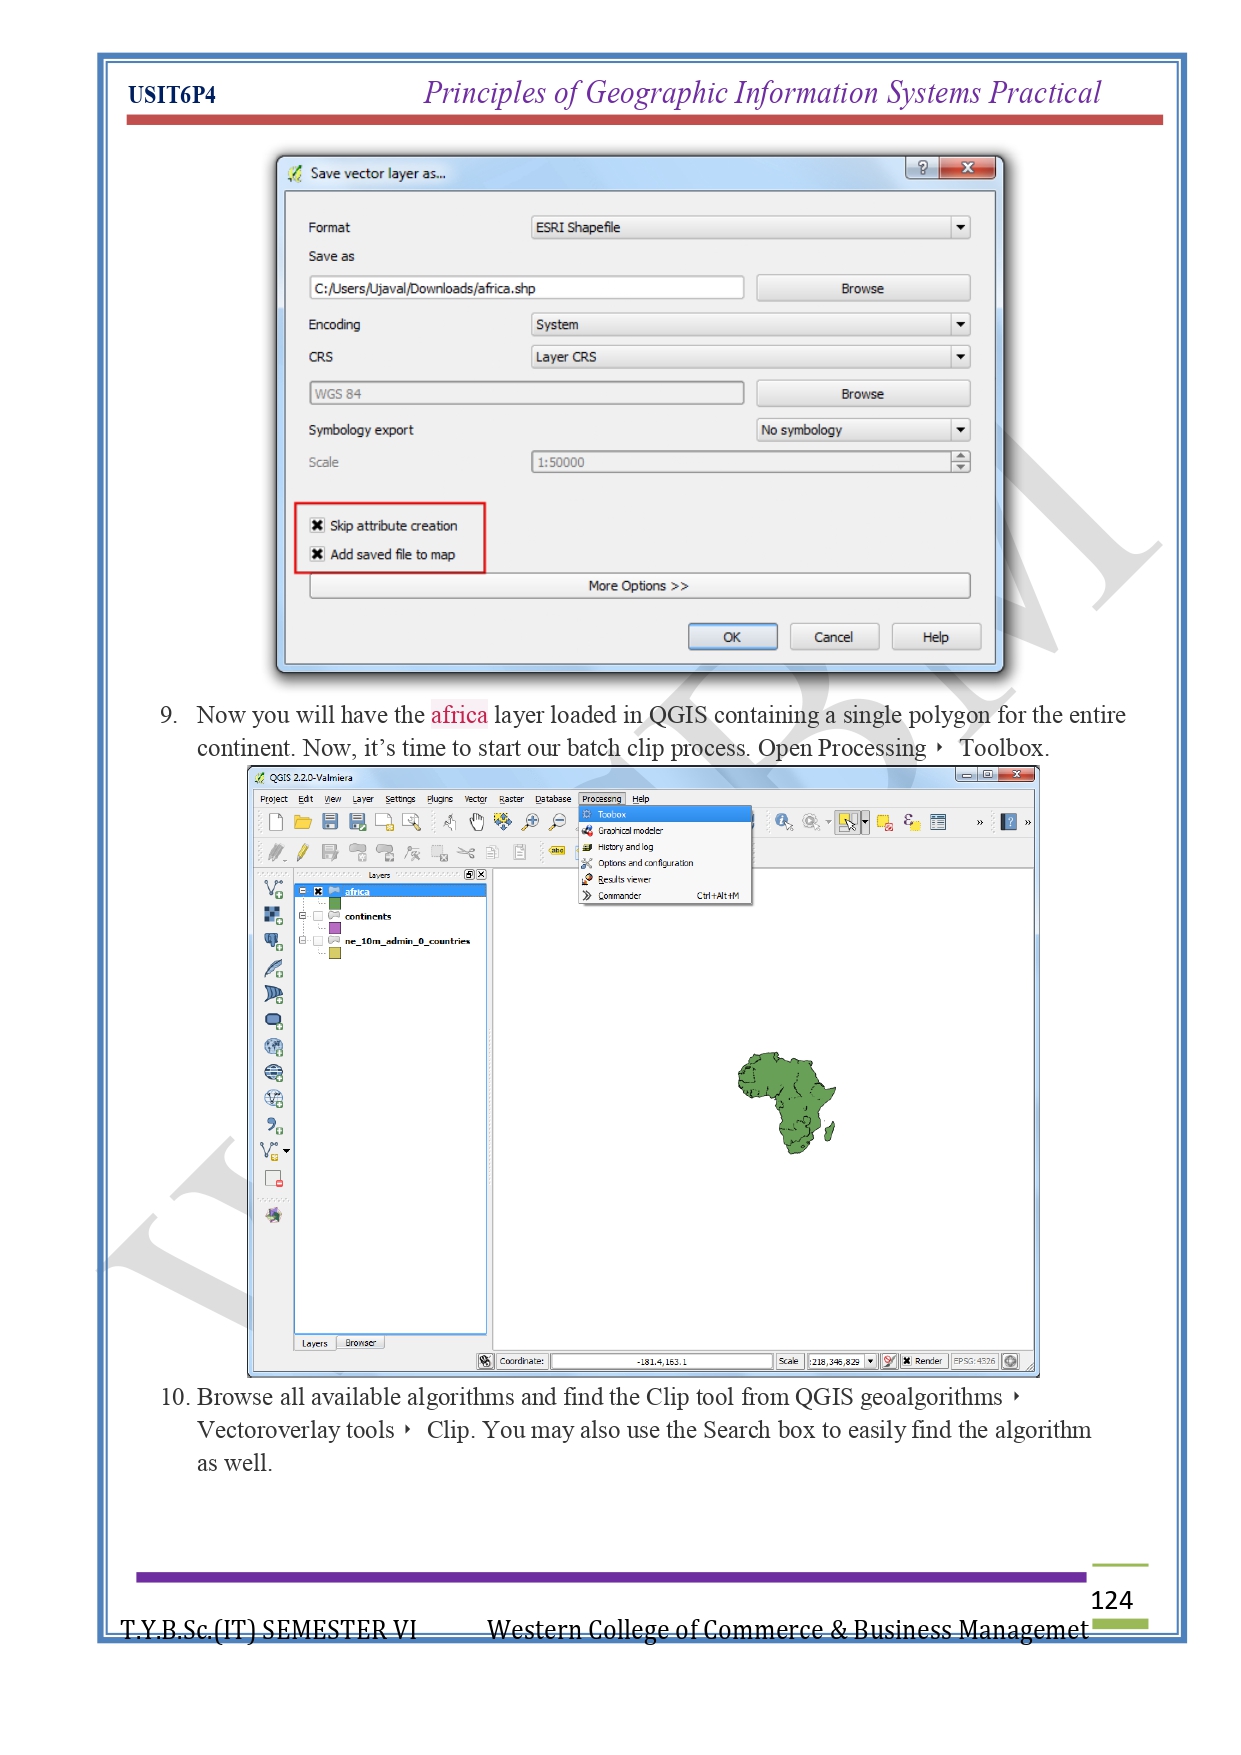 USIT6P4 Principles of Geographic Information Systems Practical
Save vector layer as...
Format ESRI Shapefile
Save as
C:/Users/Ujaval/Downloads/africa.shp Browse
Encoding System
CRS Layer CRS
WGS 84 Browse
Symbology export No symbology
Scale 1:50000
Skip attribute creation
Add saved file to map
More Options >>
OK Cancel Help
9. Now you will have the africa layer loaded in QGIS containing a single polygon for the entire
continent. Now, it’s time to start our batch clip process. Open Processing ‣ Toolbox.
QGIS 2.2.0-Valmiera
Project Edit View Layer Settings Plugins Vector Raster Database Processing Help
Toolbox
Graphical modeler
History and log
Options and configuration
Results viewer
Commander Ctrl+Alt+M
Layers
africa
continents
ne_10m_admin_0_countries
Layers Browser
Coordinate: -181.4,163.1 Scale :218,346,829 Render EPSG:4326
10. Browse all available algorithms and find the Clip tool from QGIS geoalgorithms ‣
Vectoroverlay tools ‣ Clip. You may also use the Search box to easily find the algorithm
as well.
124
T.Y.B.Sc.(IT) SEMESTER VI Western College of Commerce & Business Managemet